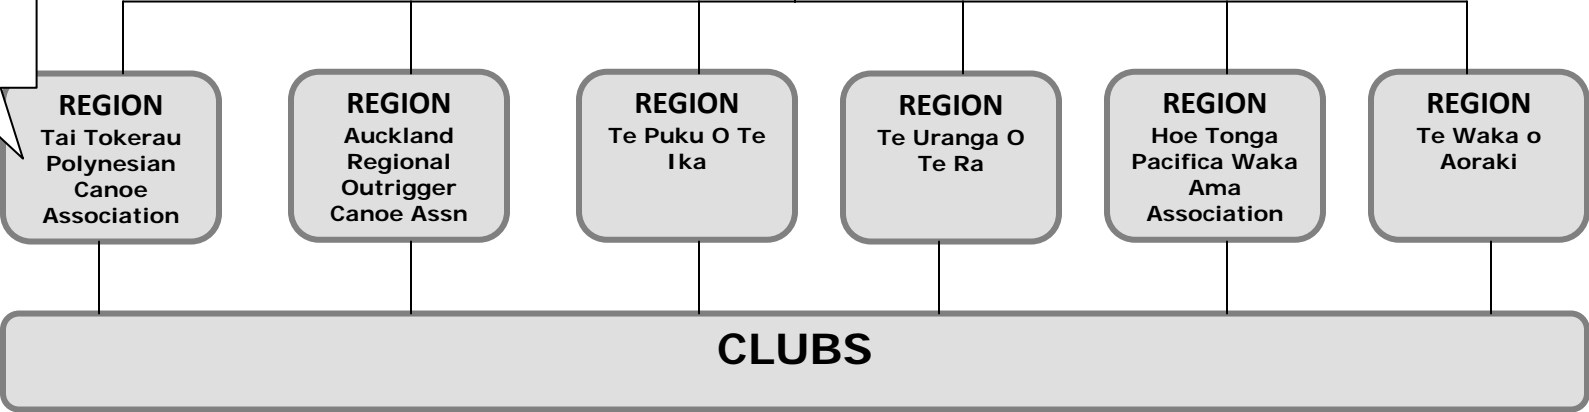 REGION
Tai Tokerau
Polynesian
Canoe
Association
REGION
Auckland
Regional
Outrigger
Canoe Assn
REGION
Te Puku O Te
Ika
REGION
Te Uranga O
Te Ra
REGION
Hoe Tonga
Pacifica Waka
Ama
Association
REGION
Te Waka o
Aoraki
CLUBS